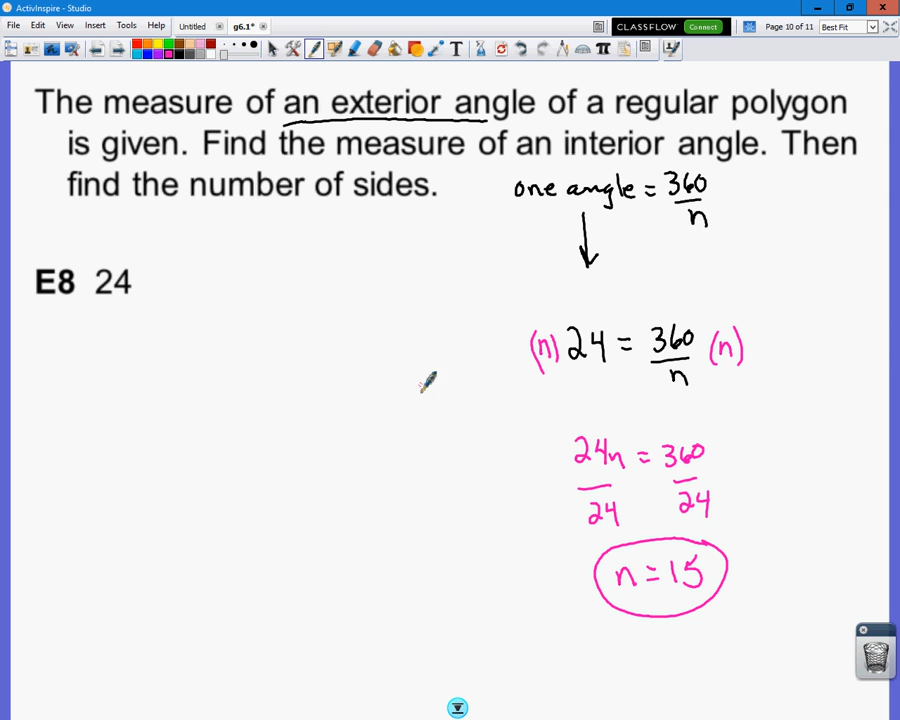 ActivInspire - Studio
File Edit View Insert Tools Help
Untitled
g6.1*
CLASSFLOW Connect
Page 10 of 11
Best Fit
The measure of an exterior angle of a regular polygon
is given. Find the measure of an interior angle. Then
find the number of sides.
one angle = 360
n
E8 24
(n) 24 = 360 (n)
n
24n = 360
24 24
n = 15